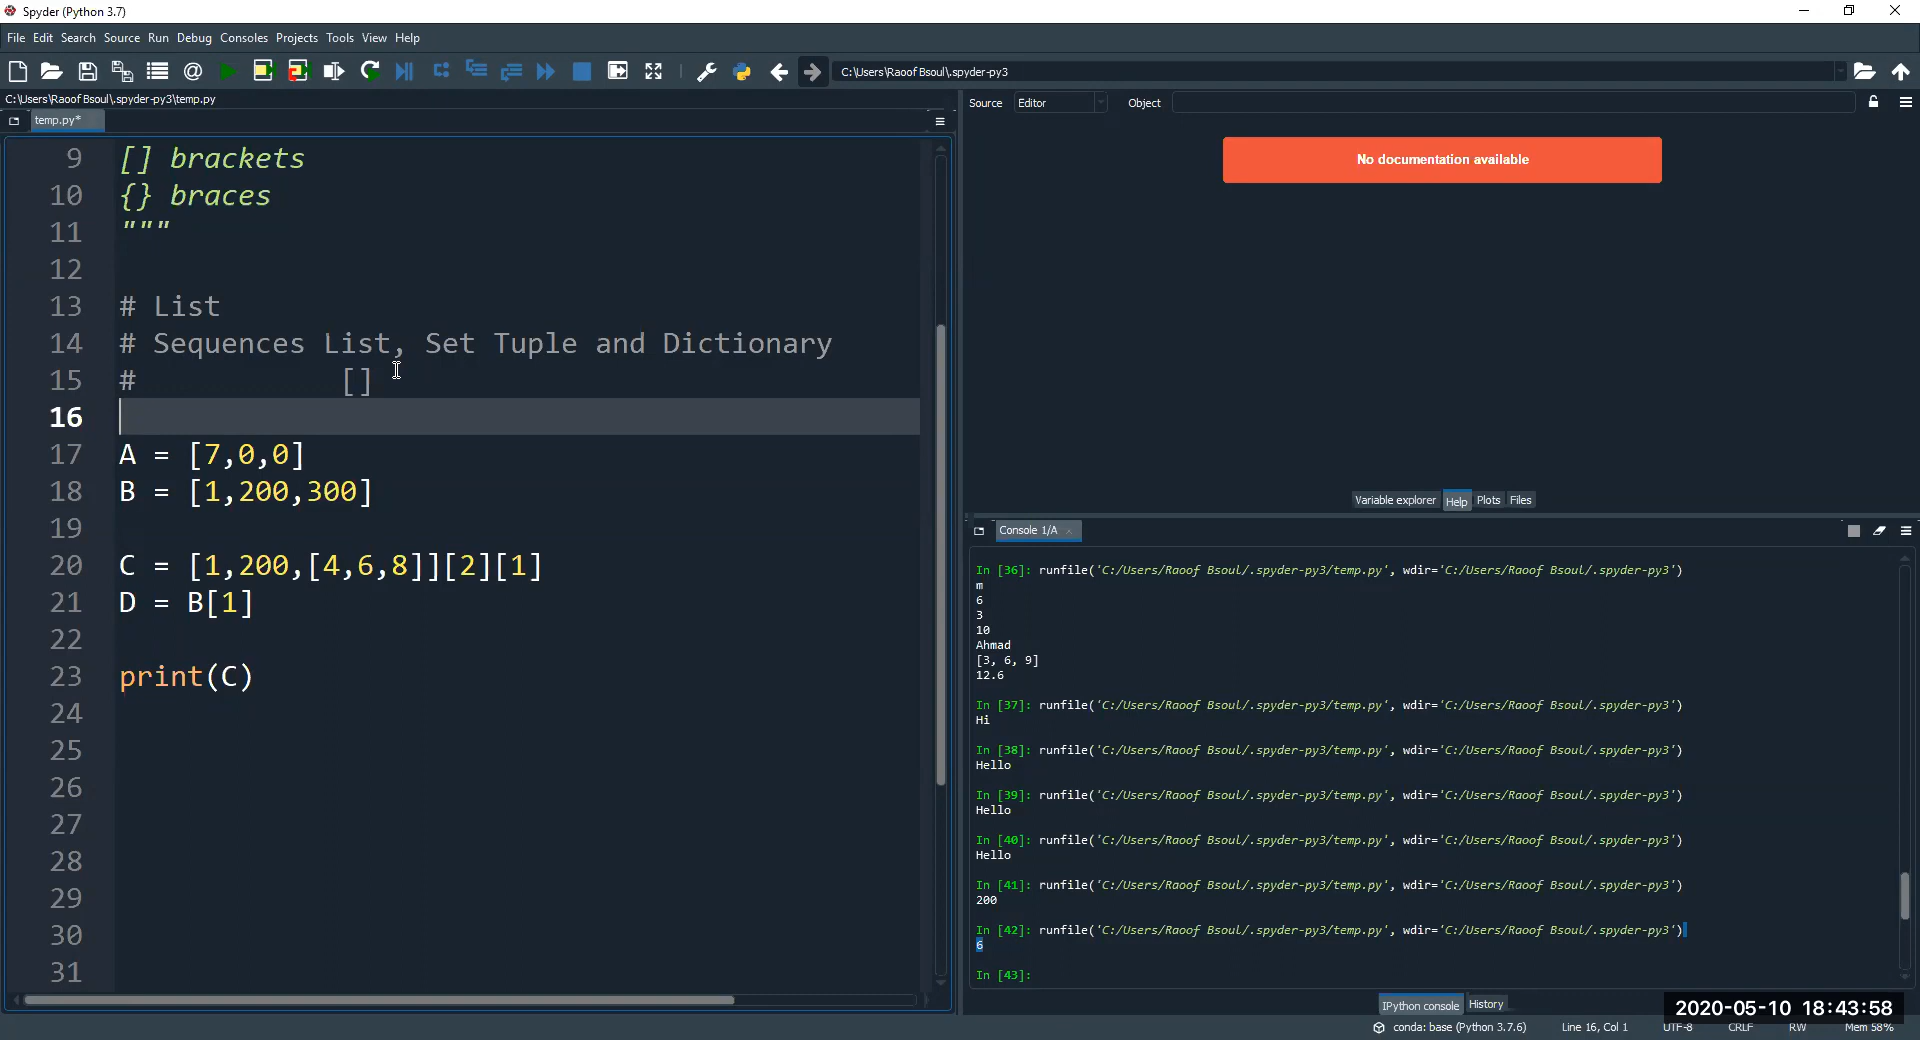 Spyder (Python 3.7)
File Edit Search Source Run Debug Consoles Projects Tools View Help
C:\Users\Raoof Bsoul\.spyder-py3
C:\Users\Raoof Bsoul\.spyder-py3\temp.py
Source Editor Object
temp.py*
No documentation available
9 [] brackets
10 {} braces
11 """
12
13 # List
14 # Sequences List, Set Tuple and Dictionary
15 # []
16
17 A = [7,0,0]
18 B = [1,200,300]
19
20 C = [1,200,[4,6,8]][2][1]
21 D = B[1]
22
23 print(C)
24
25
26
27
28
29
30
31
Variable explorer Help Plots Files
Console 1/A
In [36]: runfile('C:/Users/Raoof Bsoul/.spyder-py3/temp.py', wdir='C:/Users/Raoof Bsoul/.spyder-py3')
m
6
3
10
Ahmad
[3, 6, 9]
12.6
In [37]: runfile('C:/Users/Raoof Bsoul/.spyder-py3/temp.py', wdir='C:/Users/Raoof Bsoul/.spyder-py3')
Hi
In [38]: runfile('C:/Users/Raoof Bsoul/.spyder-py3/temp.py', wdir='C:/Users/Raoof Bsoul/.spyder-py3')
Hello
In [39]: runfile('C:/Users/Raoof Bsoul/.spyder-py3/temp.py', wdir='C:/Users/Raoof Bsoul/.spyder-py3')
Hello
In [40]: runfile('C:/Users/Raoof Bsoul/.spyder-py3/temp.py', wdir='C:/Users/Raoof Bsoul/.spyder-py3')
Hello
In [41]: runfile('C:/Users/Raoof Bsoul/.spyder-py3/temp.py', wdir='C:/Users/Raoof Bsoul/.spyder-py3')
200
In [42]: runfile('C:/Users/Raoof Bsoul/.spyder-py3/temp.py', wdir='C:/Users/Raoof Bsoul/.spyder-py3')
6
In [43]:
IPython console History
2020-05-10 18:43:58
conda: base (Python 3.7.6) Line 16, Col 1 UTF-8 CRLF RW Mem 58%